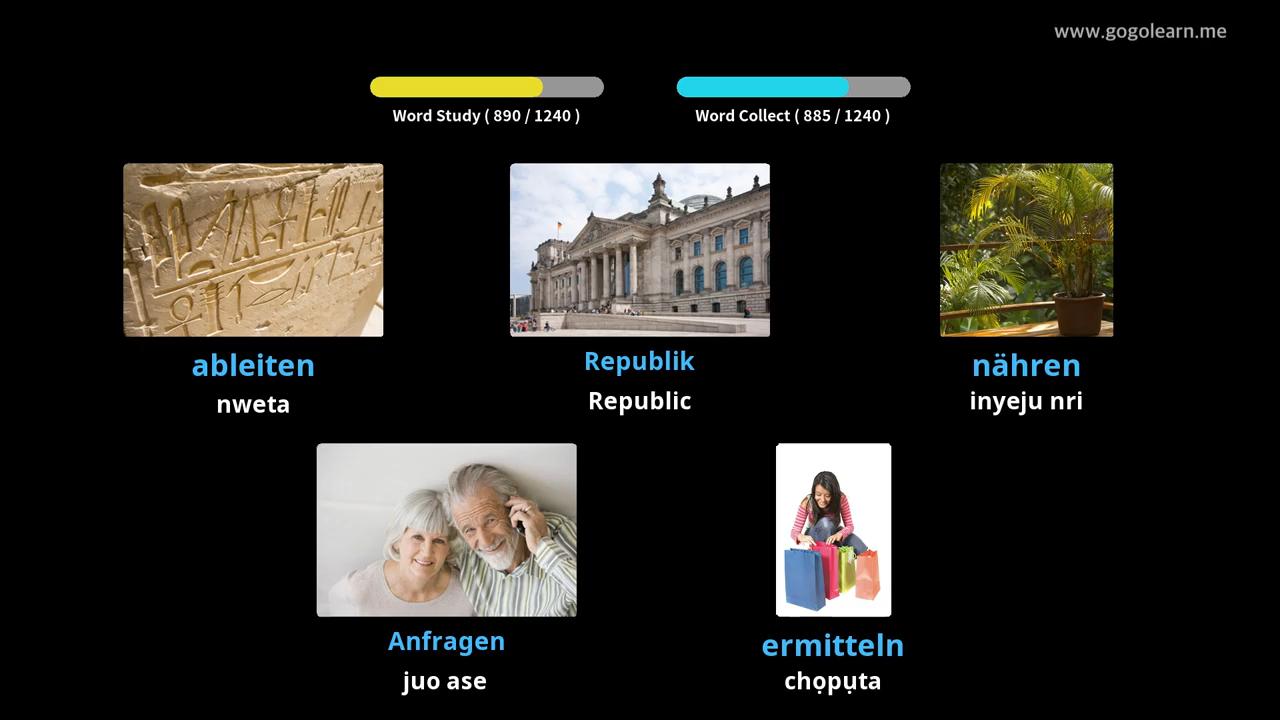 www.gogolearn.me
Word Study ( 890 / 1240 )
Word Collect ( 885 / 1240 )
ableiten
nweta
Republik
Republic
nähren
inyeju nri
Anfragen
juo ase
ermitteln
chọpụta